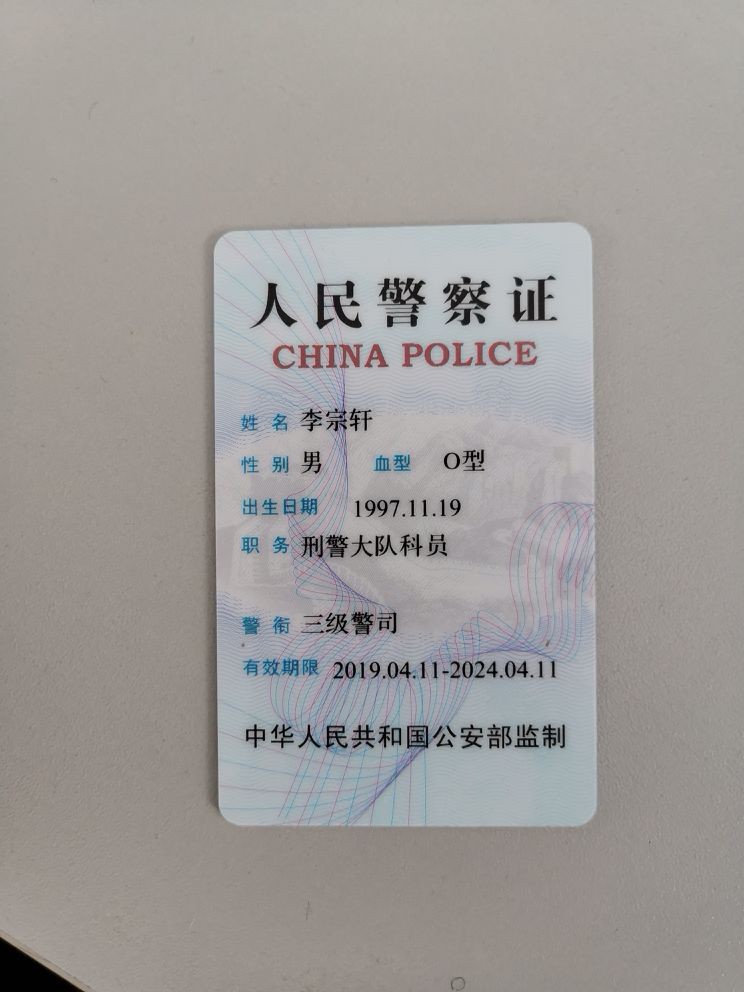 人民警察证
CHINA POLICE
姓名 李宗轩
性别 男 血型 O型
出生日期 1997.11.19
职务 刑警大队科员
警衔 三级警司
有效期限 2019.04.11-2024.04.11
中华人民共和国公安部监制